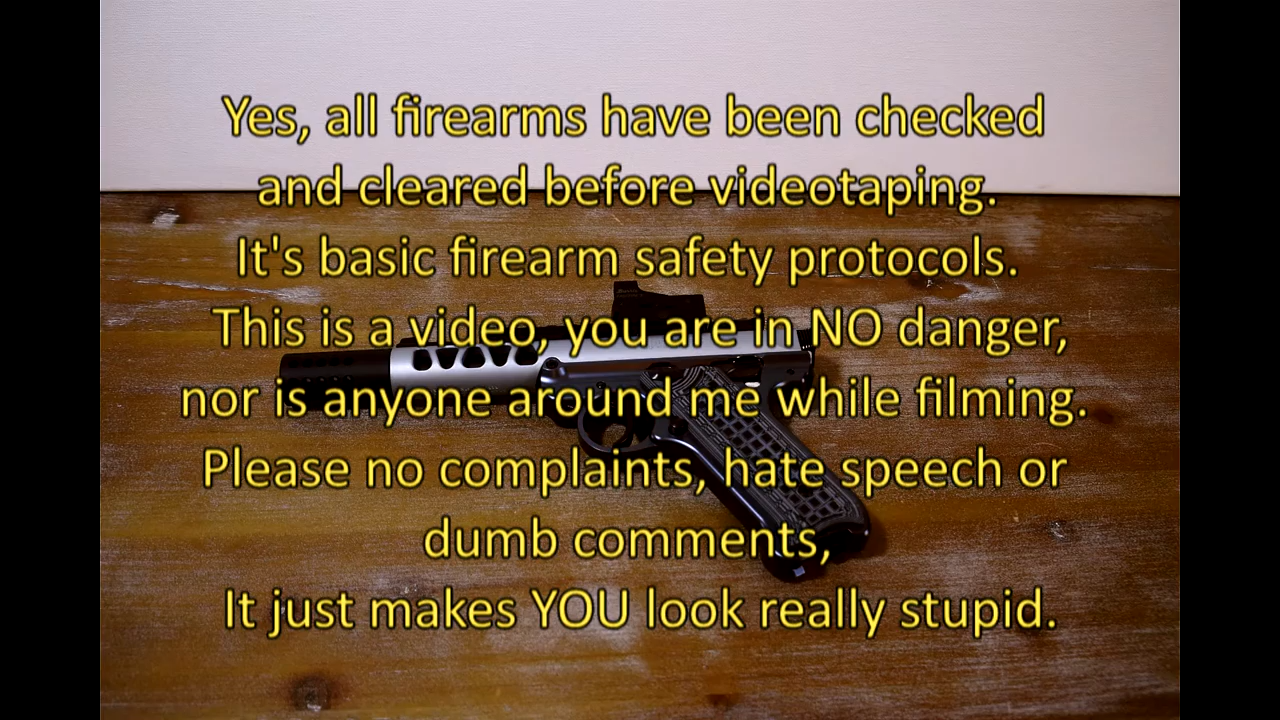 Yes, all firearms have been checked
and cleared before videotaping.
It's basic firearm safety protocols.
This is a video, you are in NO danger,
nor is anyone around me while filming.
Please no complaints, hate speech or
dumb comments,
It just makes YOU look really stupid.